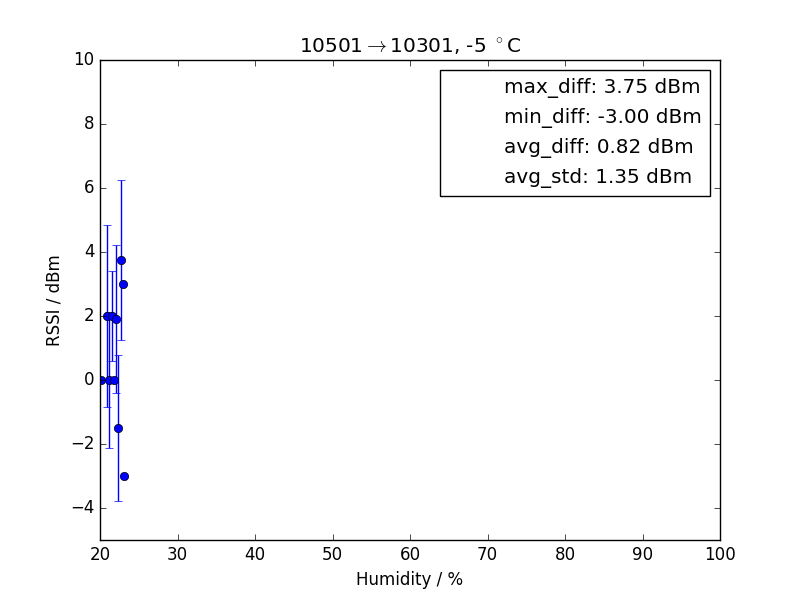 10501→10301, -5 °C
max_diff: 3.75 dBm
min_diff: -3.00 dBm
avg_diff: 0.82 dBm
avg_std: 1.35 dBm
RSSI / dBm
10
8
6
4
2
0
−2
−4
20 30 40 50 60 70 80 90 100
Humidity / %